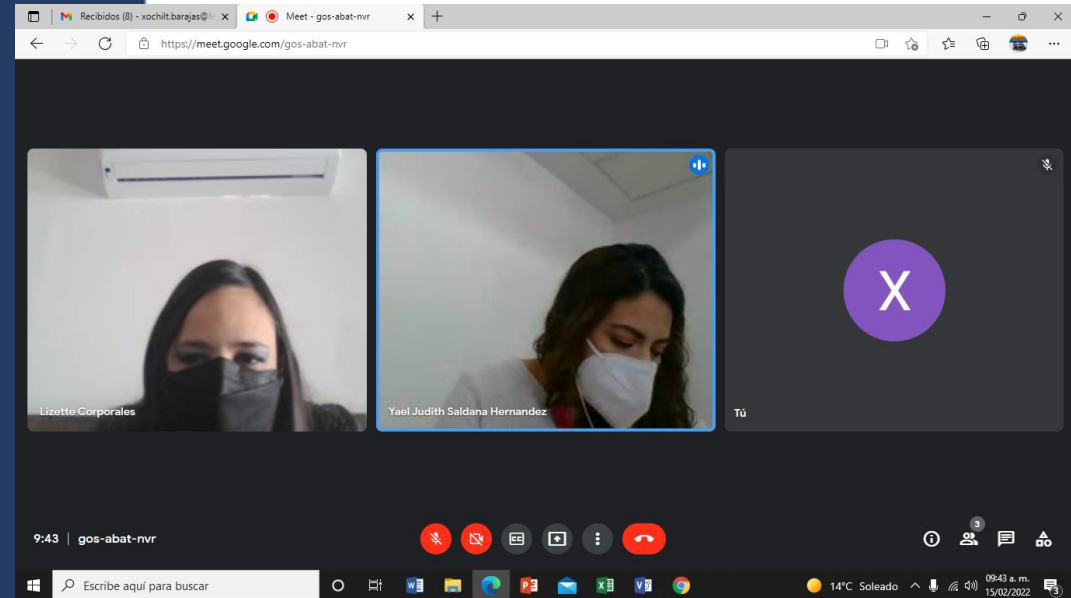 Recibidos (8) - xochilt.barajas@l
Meet - gos-abat-nvr
https://meet.google.com/gos-abat-nvr
Lizette Corporales
Yael Judith Saldana Hernandez
X
Tú
9:43 | gos-abat-nvr
CC
3
Escribe aquí para buscar
14°C Soleado
09:43 a. m.
15/02/2022
3